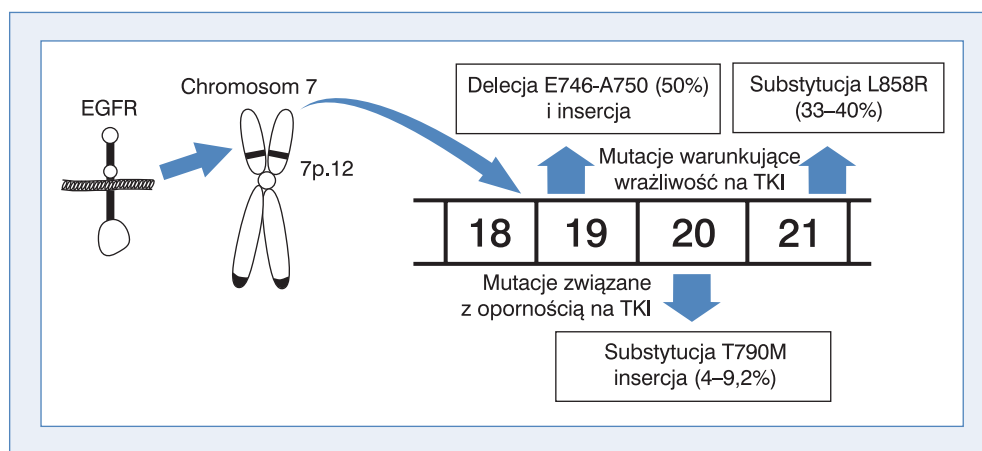 EGFR
Chromosom 7
7p.12
Delecja E746-A750 (50%)
i insercja
Substytucja L858R
(33–40%)
Mutacje warunkujące
wrażliwość na TKI
18 19 20 21
Mutacje związane
z opornością na TKI
Substytucja T790M
insercja (4–9,2%)